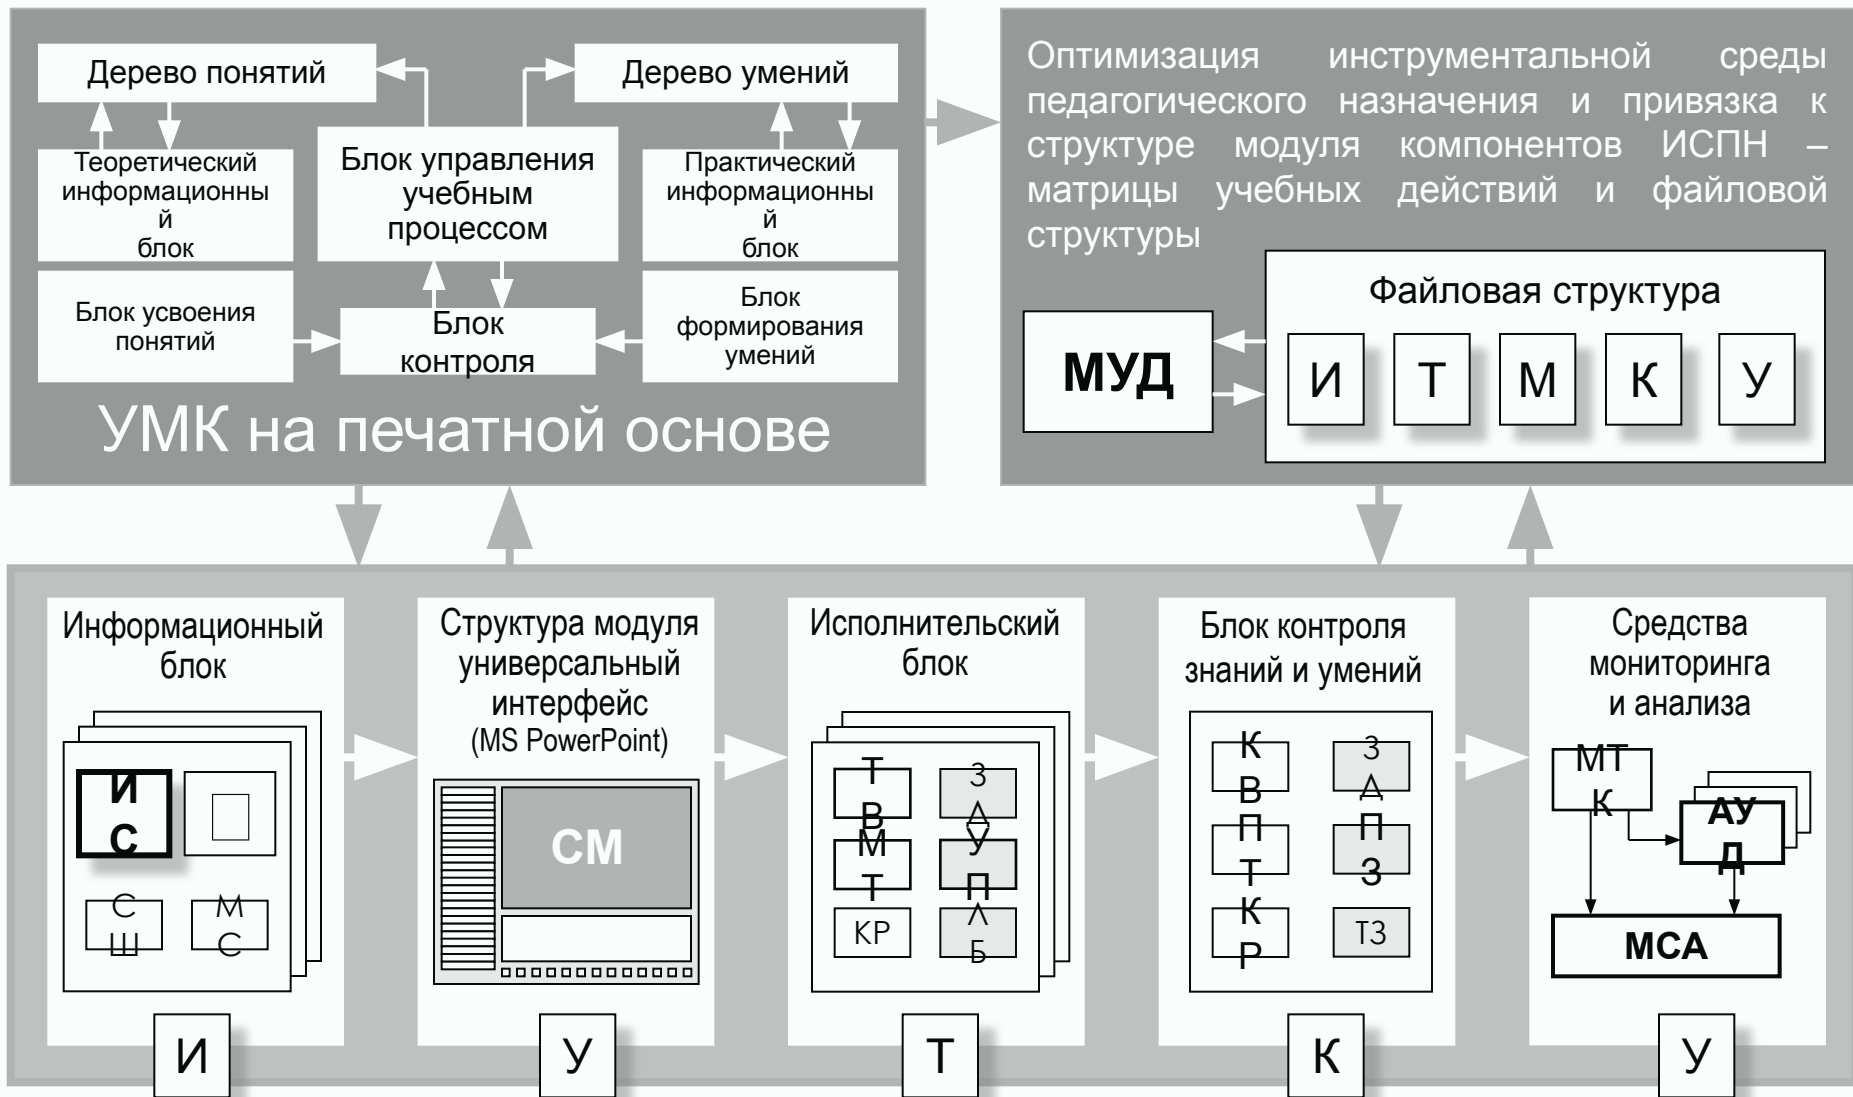 Дерево понятий
Дерево умений
Теоретический
информационны
й
блок
Блок управления
учебным
процессом
Практический
информационны
й
блок
Блок усвоения
понятий
Блок
контроля
Блок
формирования
умений
УМК на печатной основе
Оптимизация инструментальной среды
педагогического назначения и привязка к
структуре модуля компонентов ИСПН –
матрицы учебных действий и файловой
структуры
МУД
Файловая структура
И Т М К У
Информационный
блок
И
С
С
Ш
М
С
И
Структура модуля
универсальный
интерфейс
(MS PowerPoint)
СМ
У
Исполнительский
блок
Т
В
З
Д
М
Т
У
П
КР
Л
Б
Т
Блок контроля
знаний и умений
К
В
З
Д
П
Т
П
З
К
Р
ТЗ
К
Средства
мониторинга
и анализа
МТ
К
АУ
Д
МСА
У